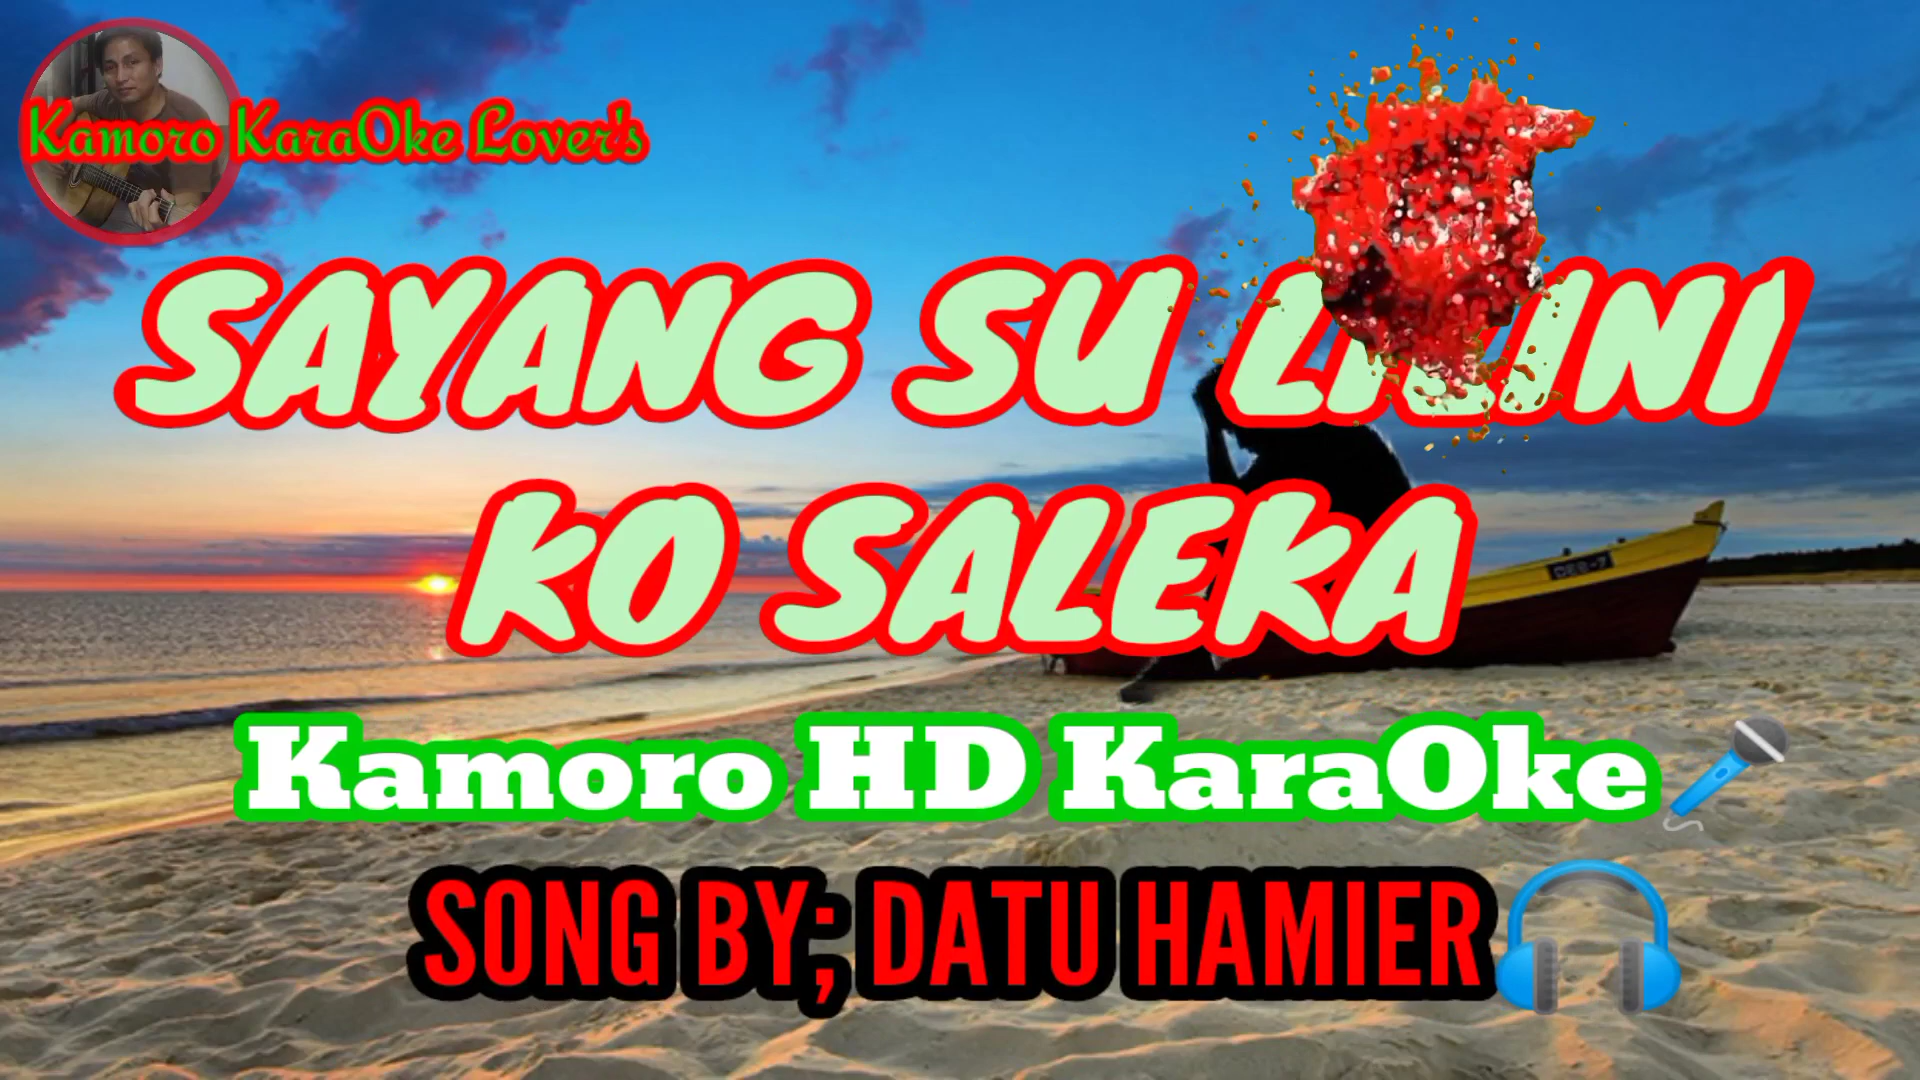 Kamoro KaraOke Lover's
SAYANG SU
KO SALEKA
Kamoro HD KaraOke
SONG BY; DATU HAMIER